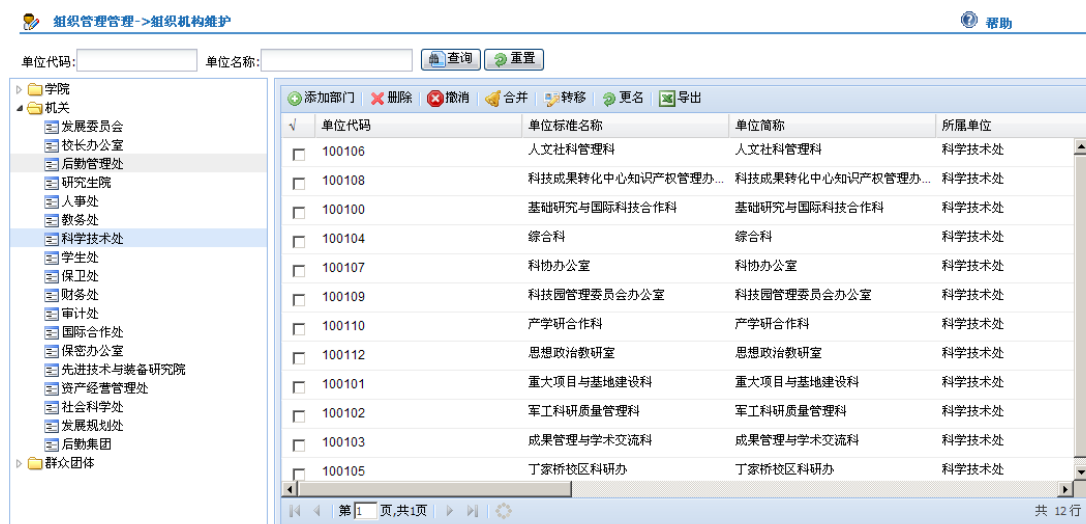 组织管理管理->组织机构维护
帮助
单位代码: 单位名称: 查询 重置
学院
机关
发展委员会
校长办公室
后勤管理处
研究生院
人事处
教务处
科学技术处
学生处
保卫处
财务处
审计处
国际合作处
保密办公室
先进技术与装备研究院
资产经营管理处
社会科学处
发展规划处
后勤集团
群众团体
添加部门 删除 撤消 合并 转移 更名 导出
√ 单位代码 单位标准名称 单位简称 所属单位
100106 人文社科管理科 人文社科管理科 科学技术处
100108 科技成果转化中心知识产权管理办... 科技成果转化中心知识产权管理办... 科学技术处
100100 基础研究与国际科技合作科 基础研究与国际科技合作科 科学技术处
100104 综合科 综合科 科学技术处
100107 科协办公室 科协办公室 科学技术处
100109 科技园管理委员会办公室 科技园管理委员会办公室 科学技术处
100110 产学研合作科 产学研合作科 科学技术处
100112 思想政治教研室 思想政治教研室 科学技术处
100101 重大项目与基地建设科 重大项目与基地建设科 科学技术处
100102 军工科研质量管理科 军工科研质量管理科 科学技术处
100103 成果管理与学术交流科 成果管理与学术交流科 科学技术处
100105 丁家桥校区科研办 丁家桥校区科研办 科学技术处
第 1 页,共1页 共 12行